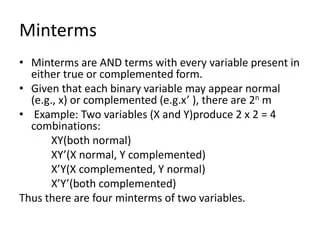 Minterms
• Minterms are AND terms with every variable present in
either true or complemented form.
• Given that each binary variable may appear normal
(e.g., x) or complemented (e.g.x’ ), there are 2ⁿ m
• Example: Two variables (X and Y)produce 2 x 2 = 4
combinations:
XY(both normal)
XY’(X normal, Y complemented)
X’Y(X complemented, Y normal)
X’Y’(both complemented)
Thus there are four minterms of two variables.